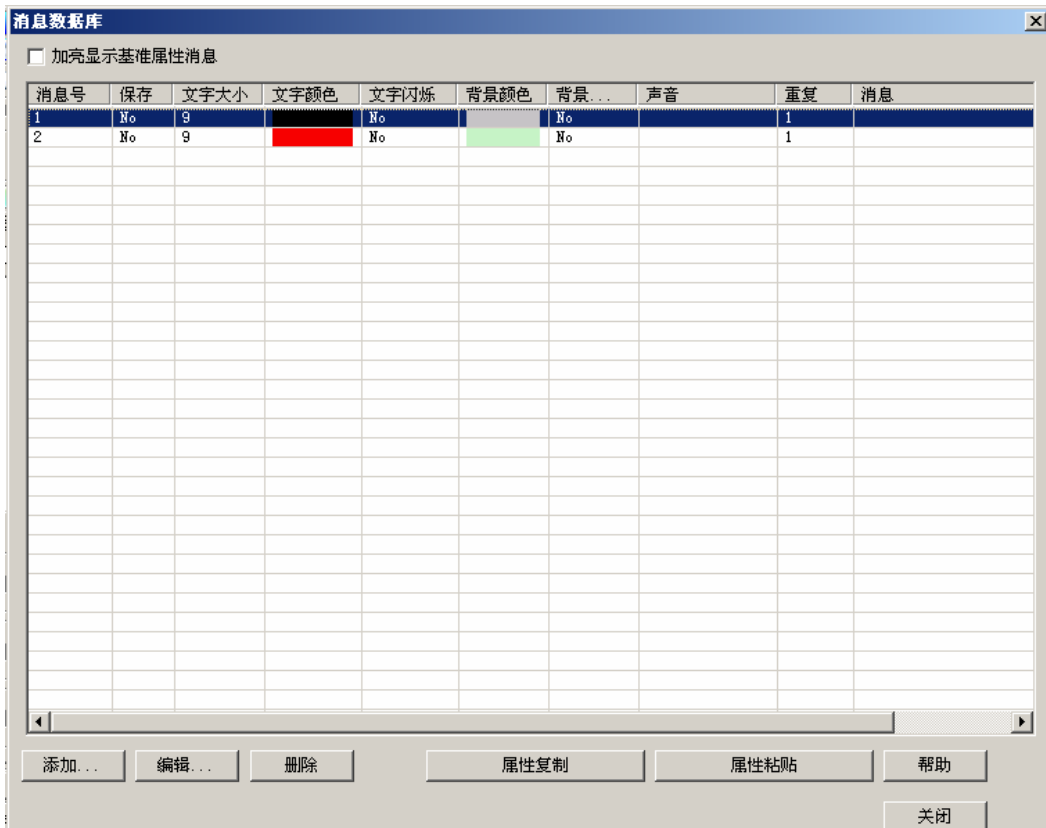 消息数据库
加亮显示基准属性消息
消息号 保存 文字大小 文字颜色 文字闪烁 背景颜色 背景... 声音 重复 消息
1 No 9 No No 1
2 No 9 No No 1
添加... 编辑... 删除 属性复制 属性粘贴 帮助
关闭